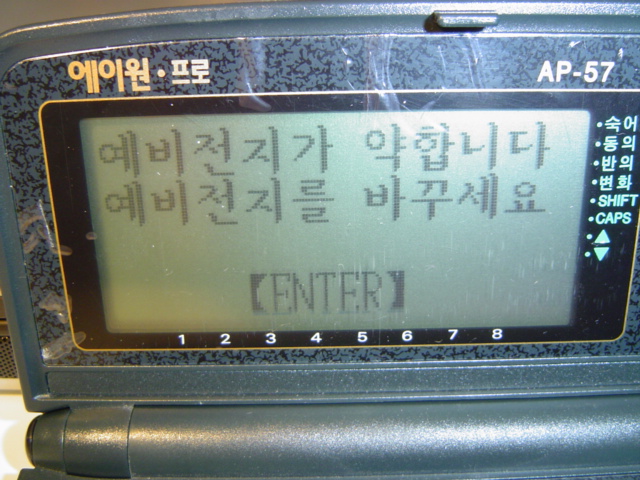 에이원·프로
AP-57
예비전지가 약합니다
예비전지를 바꾸세요
【ENTER】
•숙어
•동의
•반의
•번화
•SHIFT
•CAPS
•▲
•▼
1 2 3 4 5 6 7 8